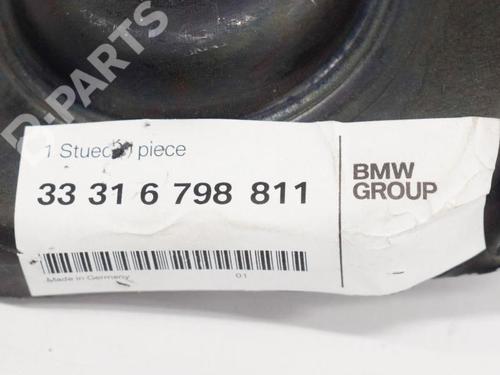 B-PARTS
1 Stueck / piece
33 31 6 798 811
BMW
GROUP
Made in Germany
01